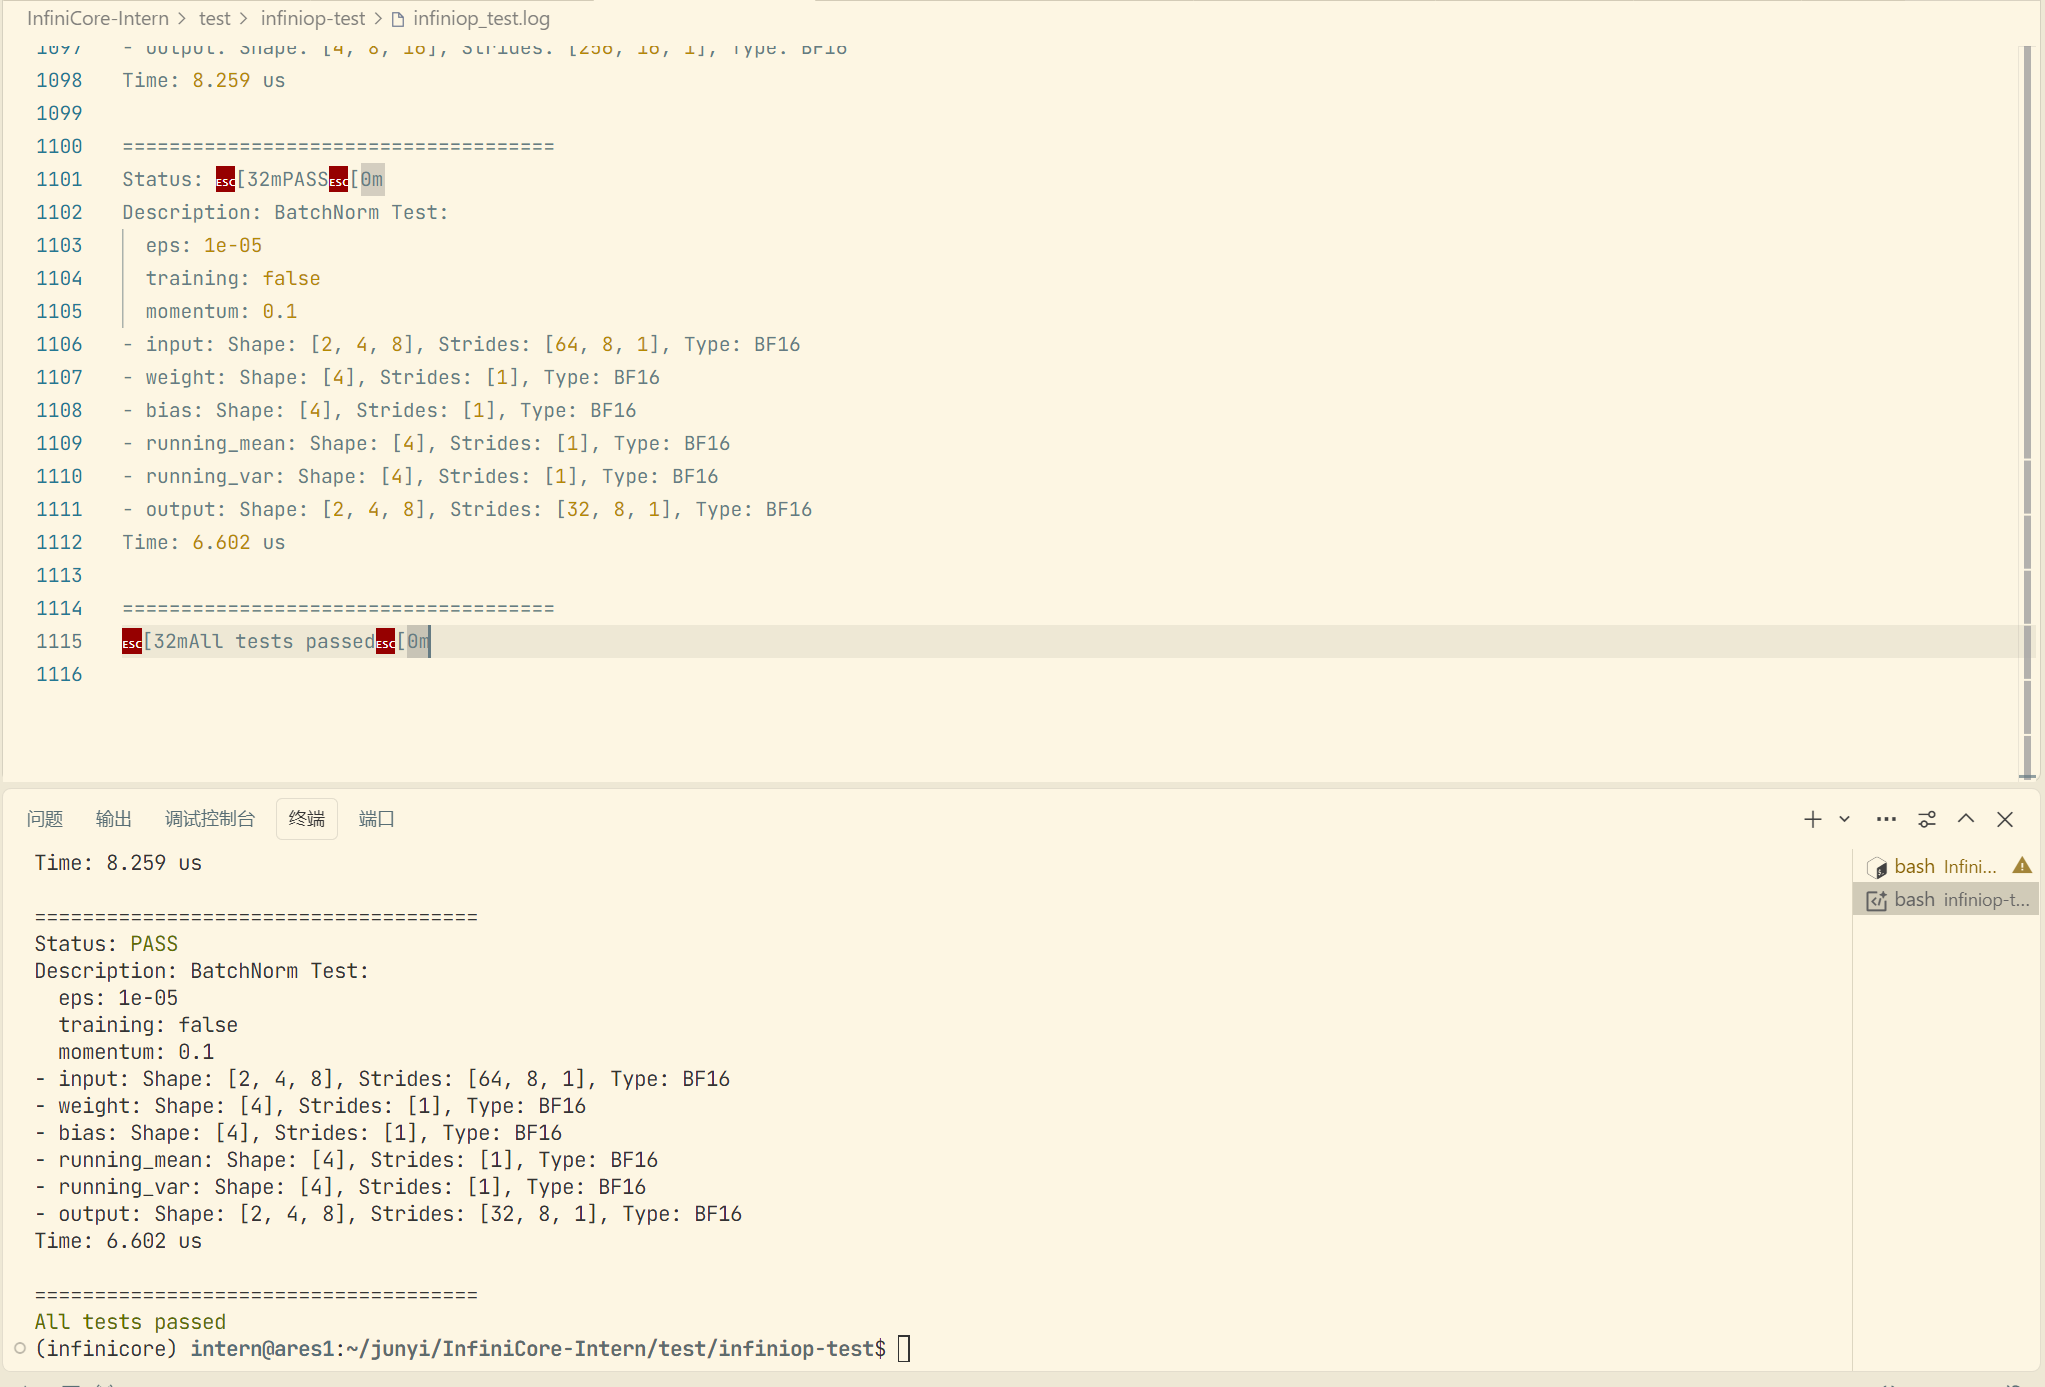 InfiniCore-Intern > test > infiniop-test > infiniop_test.log
1097 - output: Shape: [4, 8, 16], Strides: [256, 16, 1], Type: BF16
1098 Time: 8.259 us
1099
1100 =====================================
1101 Status: ESC[32mPASSESC[0m
1102 Description: BatchNorm Test:
1103 eps: 1e-05
1104 training: false
1105 momentum: 0.1
1106 - input: Shape: [2, 4, 8], Strides: [64, 8, 1], Type: BF16
1107 - weight: Shape: [4], Strides: [1], Type: BF16
1108 - bias: Shape: [4], Strides: [1], Type: BF16
1109 - running_mean: Shape: [4], Strides: [1], Type: BF16
1110 - running_var: Shape: [4], Strides: [1], Type: BF16
1111 - output: Shape: [2, 4, 8], Strides: [32, 8, 1], Type: BF16
1112 Time: 6.602 us
1113
1114 =====================================
1115 ESC[32mAll tests passedESC[0m
1116
问题 输出 调试控制台 终端 端口
Time: 8.259 us
=====================================
Status: PASS
Description: BatchNorm Test:
eps: 1e-05
training: false
momentum: 0.1
- input: Shape: [2, 4, 8], Strides: [64, 8, 1], Type: BF16
- weight: Shape: [4], Strides: [1], Type: BF16
- bias: Shape: [4], Strides: [1], Type: BF16
- running_mean: Shape: [4], Strides: [1], Type: BF16
- running_var: Shape: [4], Strides: [1], Type: BF16
- output: Shape: [2, 4, 8], Strides: [32, 8, 1], Type: BF16
Time: 6.602 us
=====================================
All tests passed
(infinicore) intern@ares1:~/junyi/InfiniCore-Intern/test/infiniop-test$
bash Infini...
bash infiniop-t...